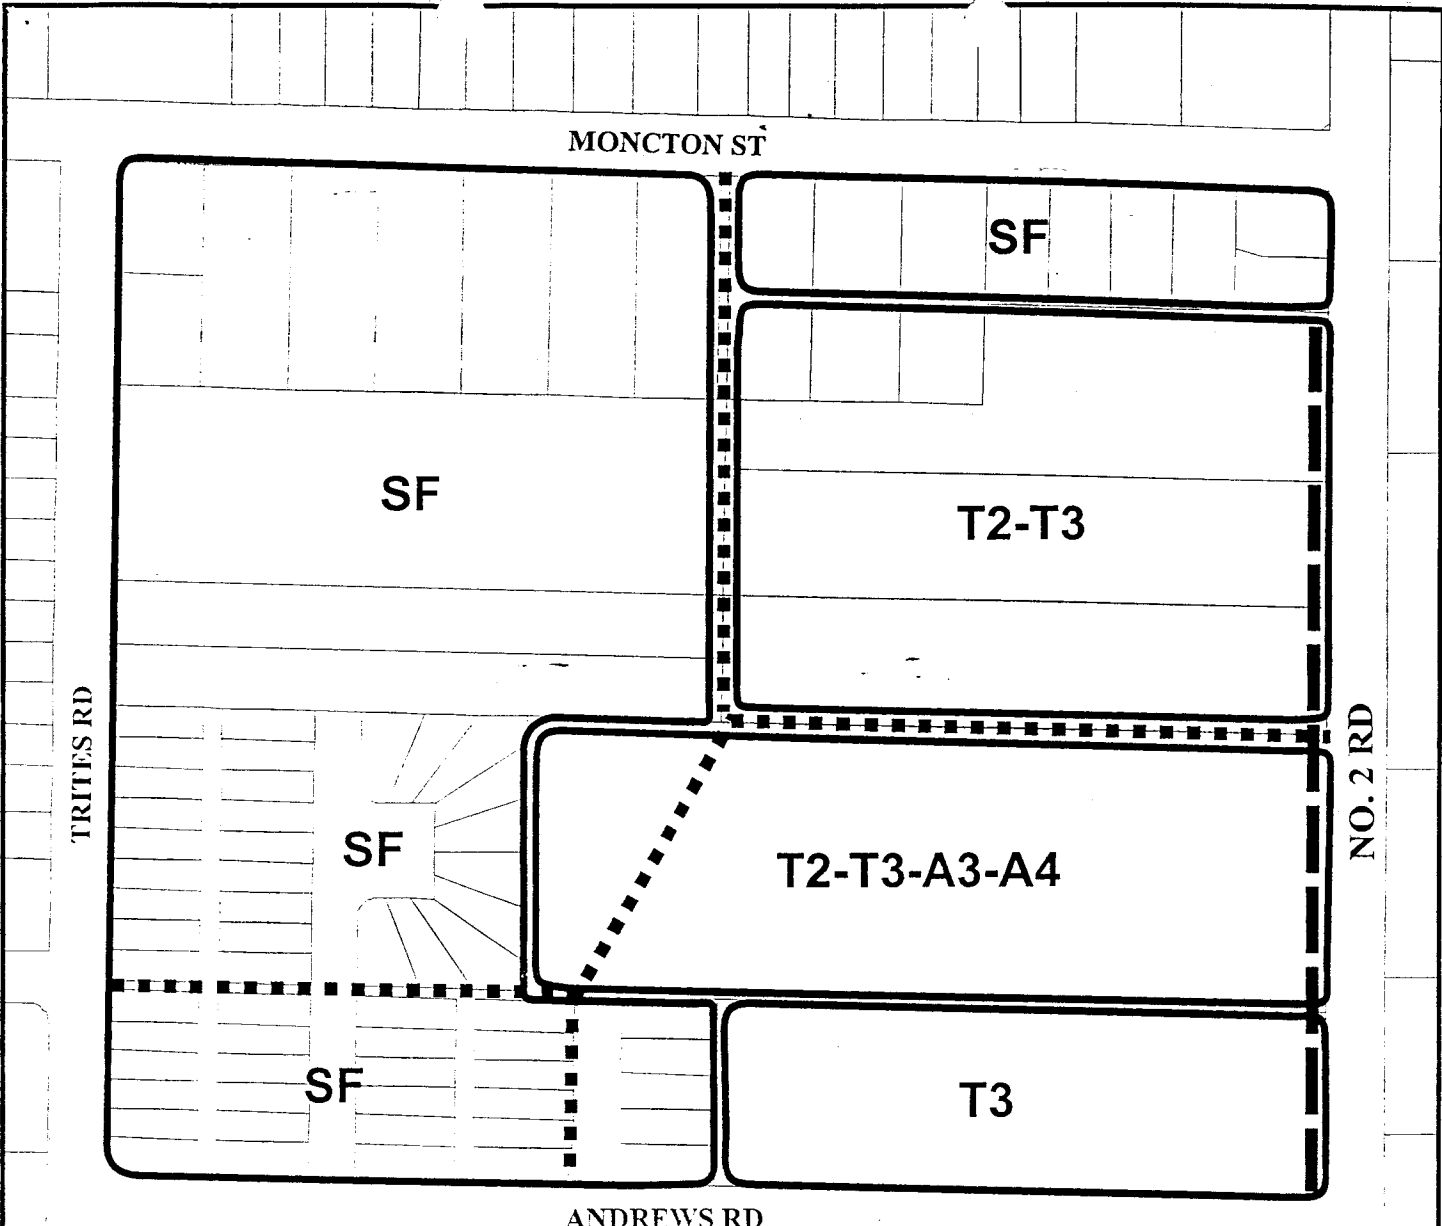 MONCTON ST
SF
SF
T2-T3
TRITES RD
NO. 2 RD
SF
T2-T3-A3-A4
SF
T3
ANDREWS RD